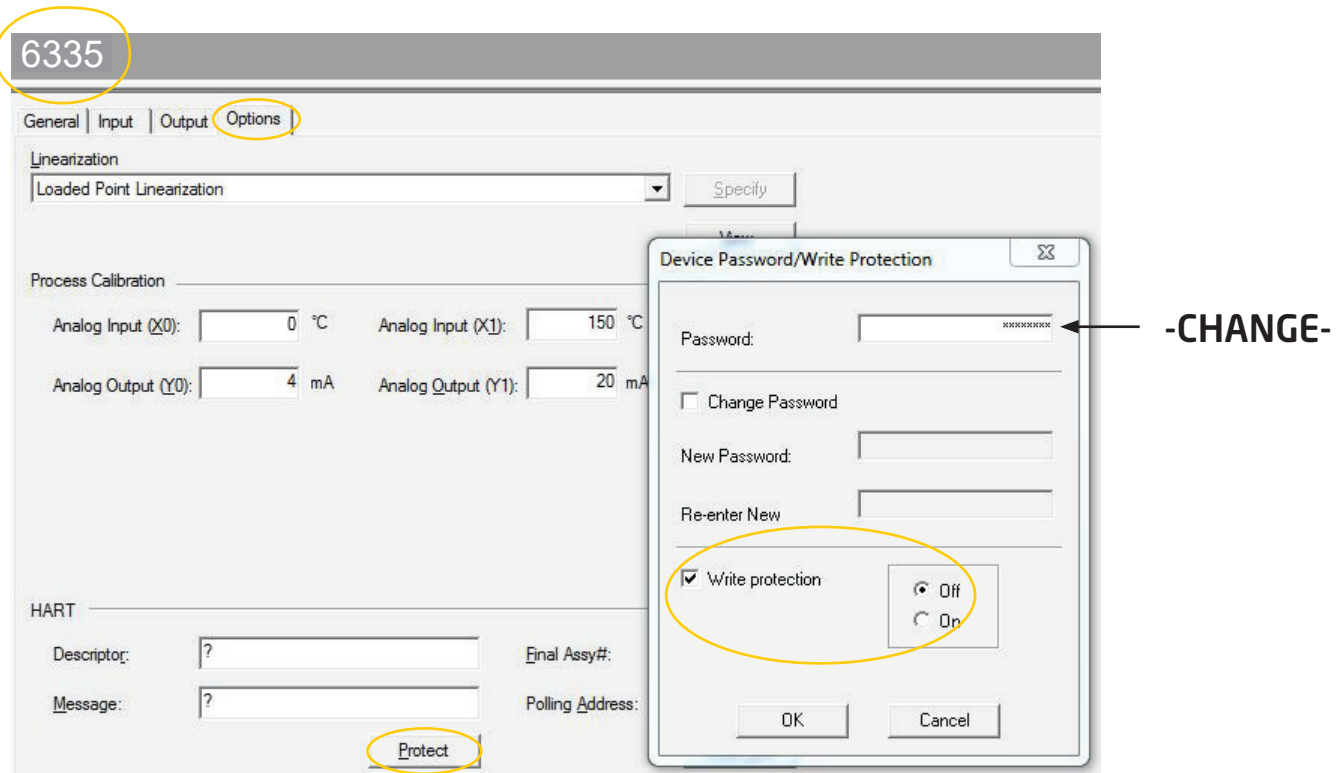 6335
General Input Output Options
Linearization
Loaded Point Linearization Specify
View
Process Calibration
Analog Input (X0): 0 °C Analog Input (X1): 150 °C
Analog Output (Y0): 4 mA Analog Output (Y1): 20 mA
HART
Descriptor: ? Final Assy#:
Message: ? Polling Address:
Protect
Device Password/Write Protection
Password: ******** -CHANGE-
Change Password
New Password:
Re-enter New
Write protection Off
On
OK Cancel